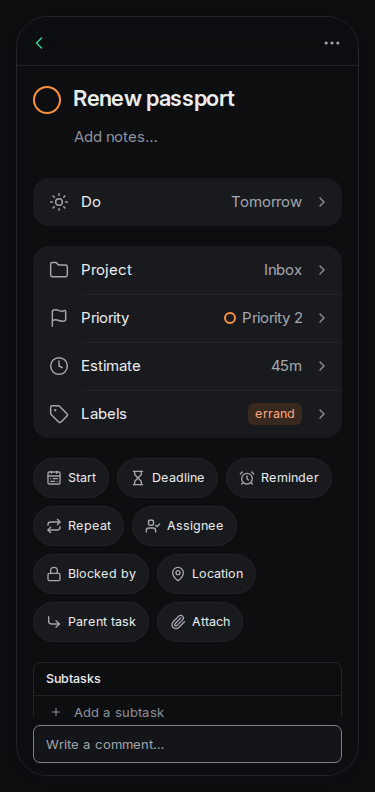 Renew passport
Add notes...
Do Tomorrow
Project Inbox
Priority Priority 2
Estimate 45m
Labels errand
Start Deadline Reminder
Repeat Assignee
Blocked by Location
Parent task Attach
Subtasks
+ Add a subtask
Write a comment...